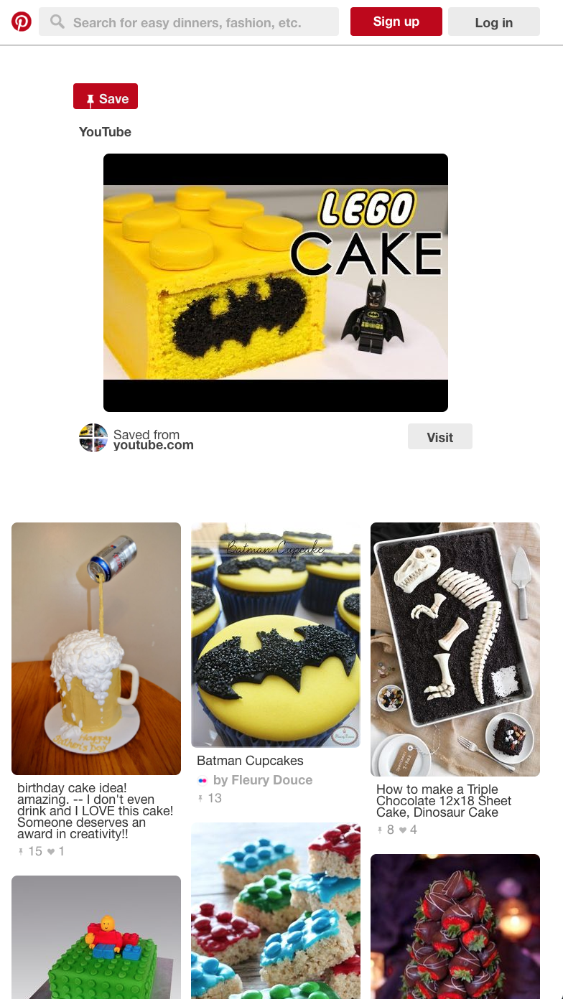 Search for easy dinners, fashion, etc.
Sign up
Log in
Save
YouTube
LEGO
CAKE
Saved from
youtube.com
Visit
Batman Cupcake
Happy
Father's Day
birthday cake idea!
amazing. -- I don't even
drink and I LOVE this cake!
Someone deserves an
award in creativity!!
15 1
Batman Cupcakes
by Fleury Douce
13
T-Rex
How to make a Triple
Chocolate 12x18 Sheet
Cake, Dinosaur Cake
8 4